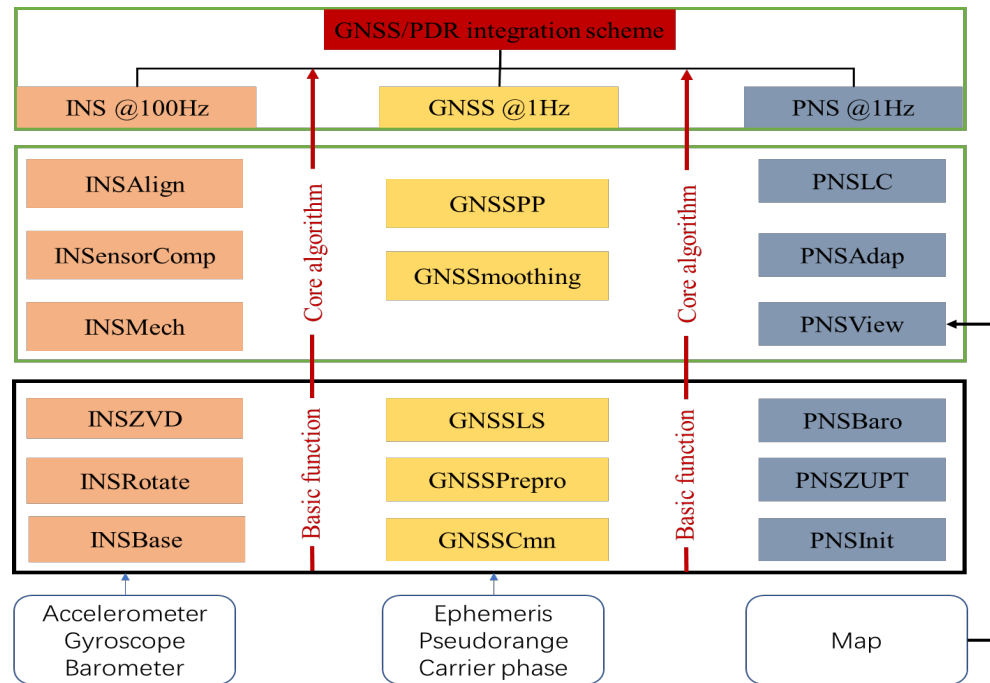 GNSS/PDR integration scheme
INS @100Hz
GNSS @1Hz
PNS @1Hz
INSAlign
INSensorComp
INSMech
Core algorithm
GNSSPP
GNSSmoothing
Core algorithm
PNSLC
PNSAdap
PNSView
INSZVD
INSRotate
INSBase
Basic function
GNSSLS
GNSSPrepro
GNSSCmn
Basic function
PNSBaro
PNSZUPT
PNSInit
Accelerometer
Gyroscope
Barometer
Ephemeris
Pseudorange
Carrier phase
Map